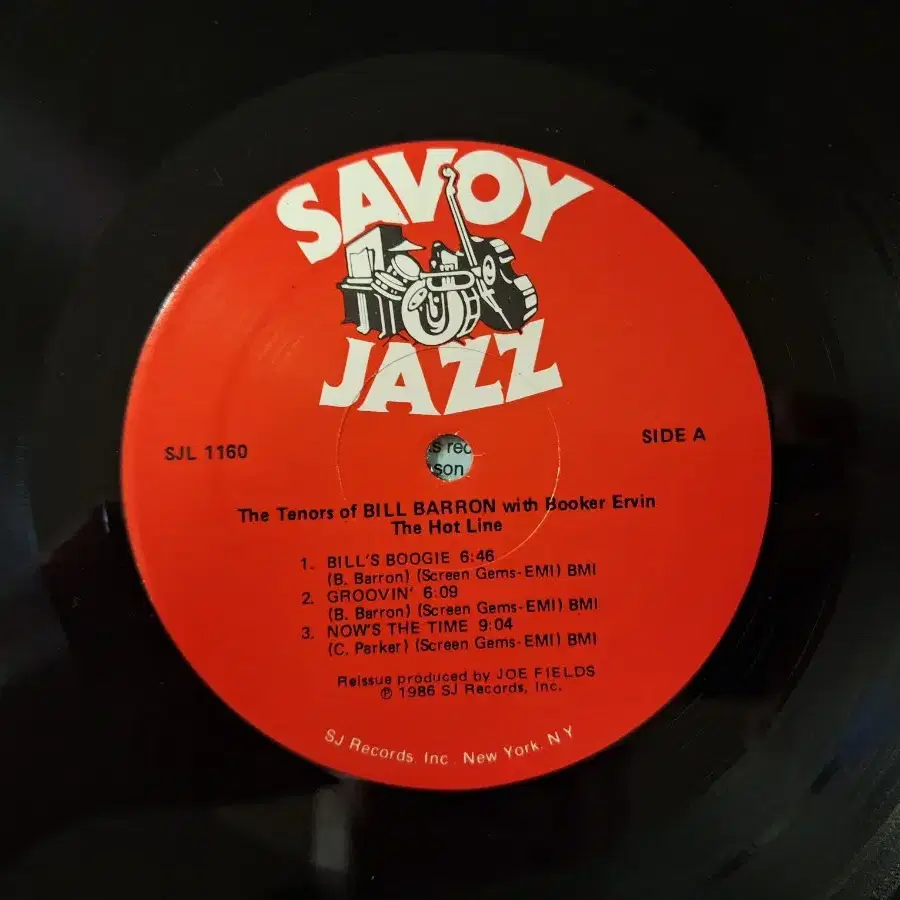 SAVOY
JAZZ
SJL 1160
SIDE A
s rec
son
The Tenors of BILL BARRON with Booker Ervin
The Hot Line
1. BILL'S BOOGIE 6:46
(B. Barron) (Screen Gems-EMI) BMI
2. GROOVIN' 6:09
(B. Barron) (Screen Gems-EMI) BMI
3. NOW'S THE TIME 9:04
(C. Parker) (Screen Gems-EMI) BMI
Reissue produced by JOE FIELDS
℗ 1986 SJ Records, Inc.
SJ Records, Inc., New York, N Y